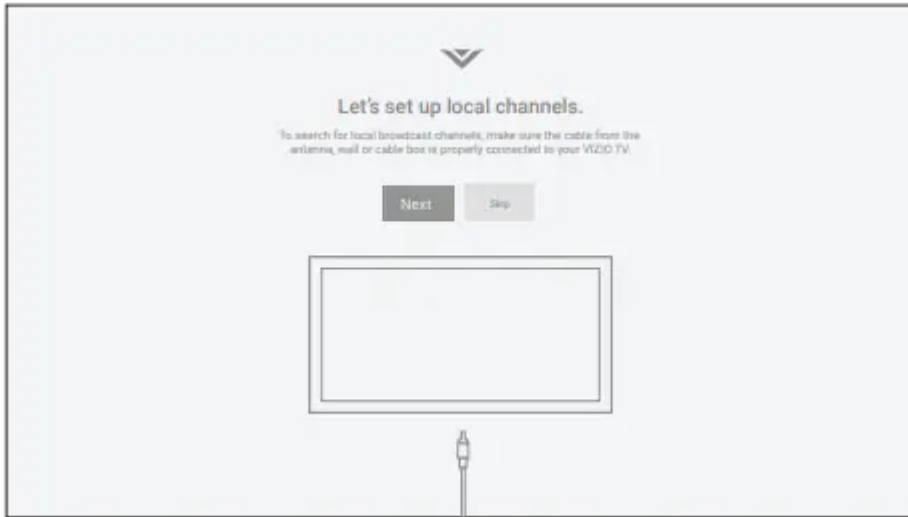 Let's set up local channels.
To search for local broadcast channels, make sure the cable from the
antenna, wall or cable box is properly connected to your VIZIO TV.
Next
Skip